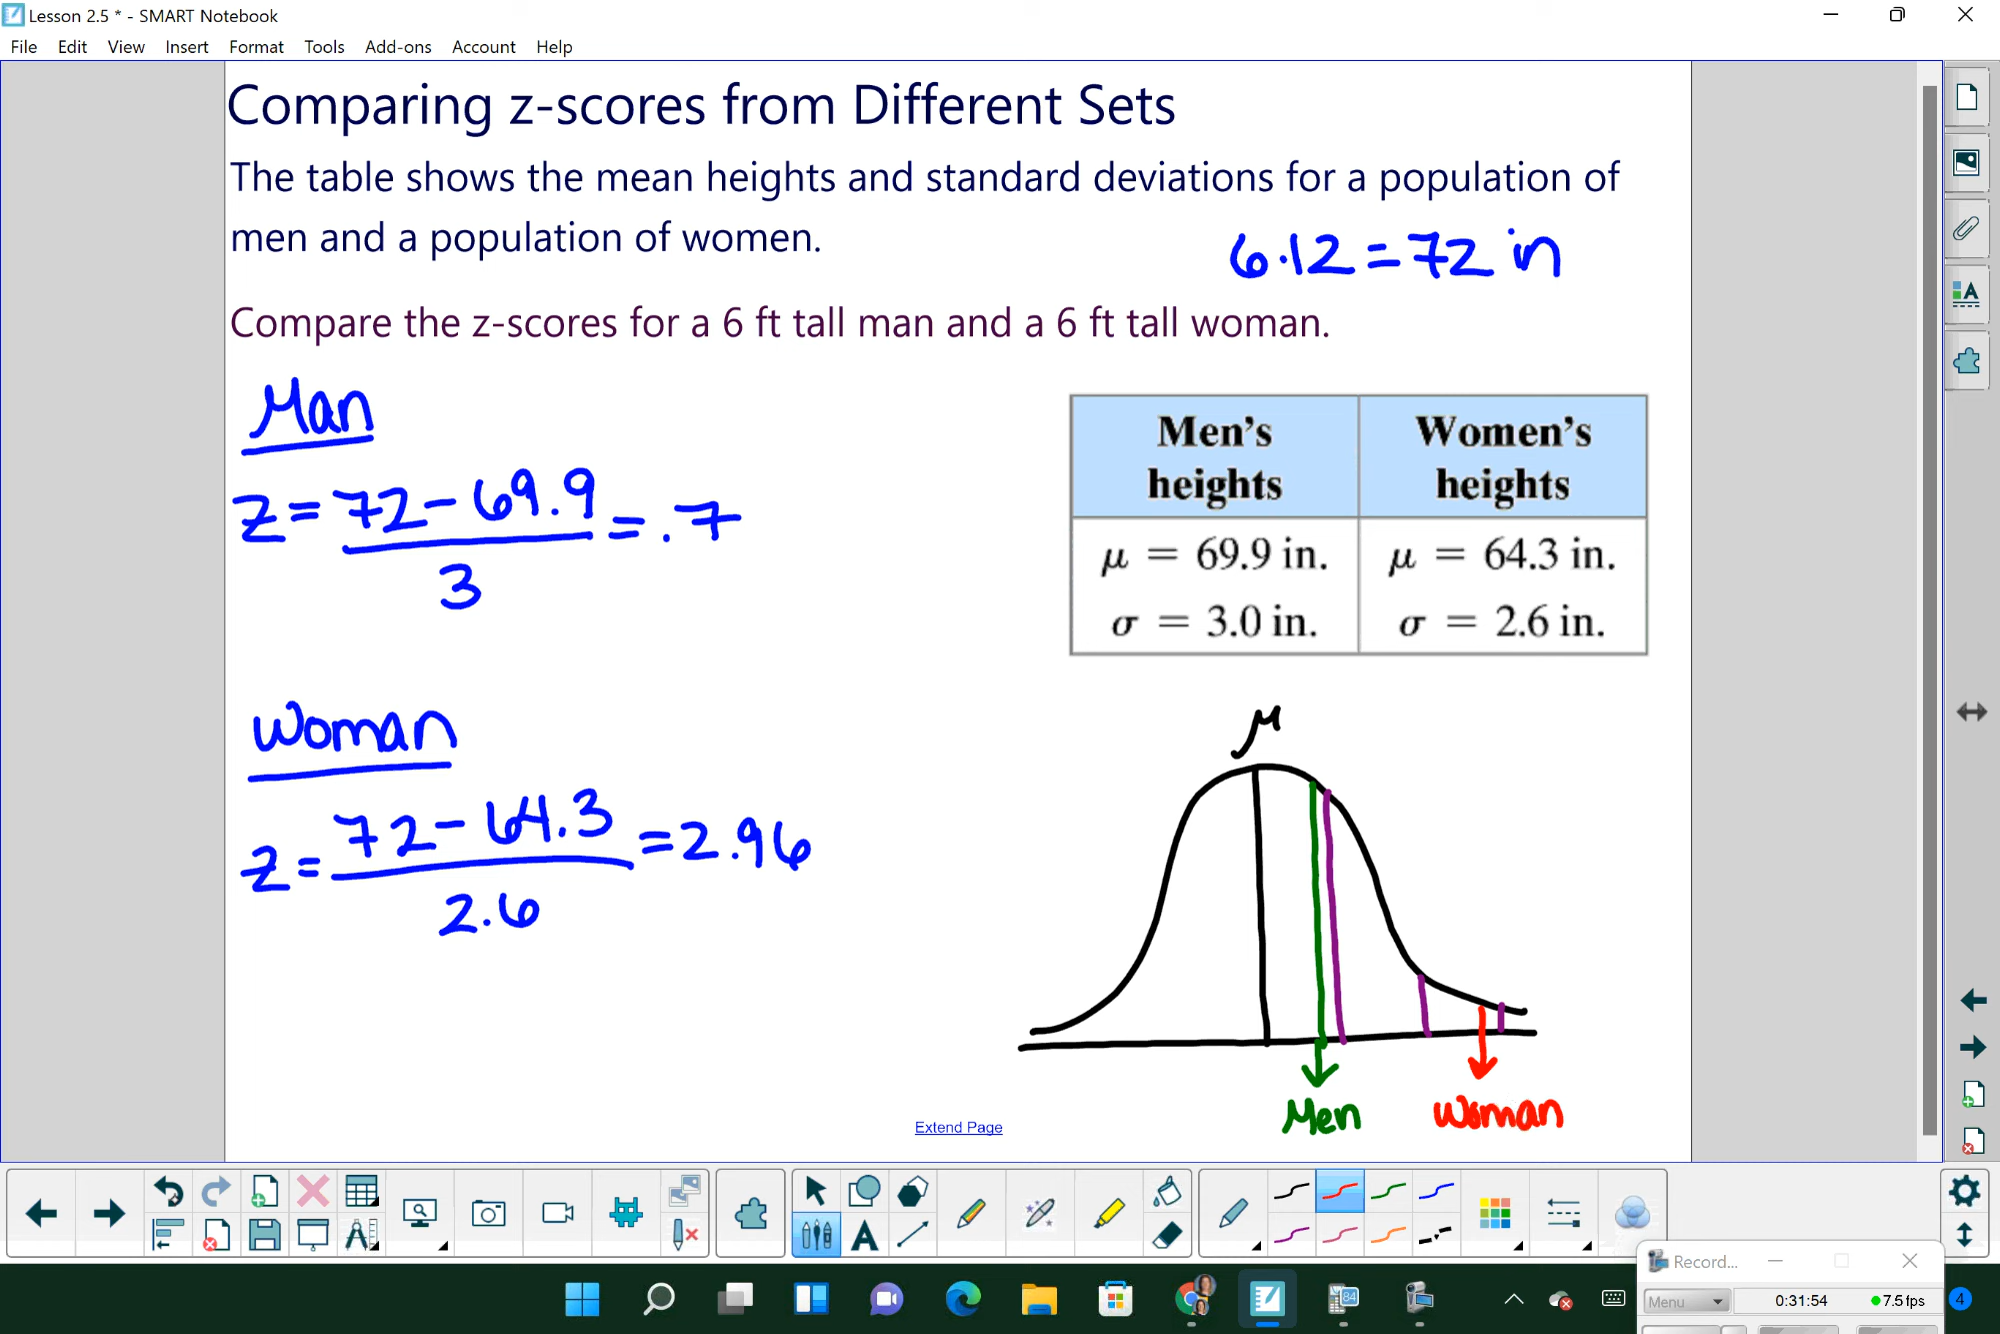 Lesson 2.5 * - SMART Notebook
File Edit View Insert Format Tools Add-ons Account Help
Comparing z-scores from Different Sets
The table shows the mean heights and standard deviations for a population of
men and a population of women.
6·12=72 in
Compare the z-scores for a 6 ft tall man and a 6 ft tall woman.
Man
z=72-69.9=.7
3
Men's heights Women's heights
μ = 69.9 in. μ = 64.3 in.
σ = 3.0 in. σ = 2.6 in.
Woman
z=72-64.3=2.96
2.6
μ
Men Woman
Extend Page
Record...
Menu 0:31:54 7.5 fps 4
84